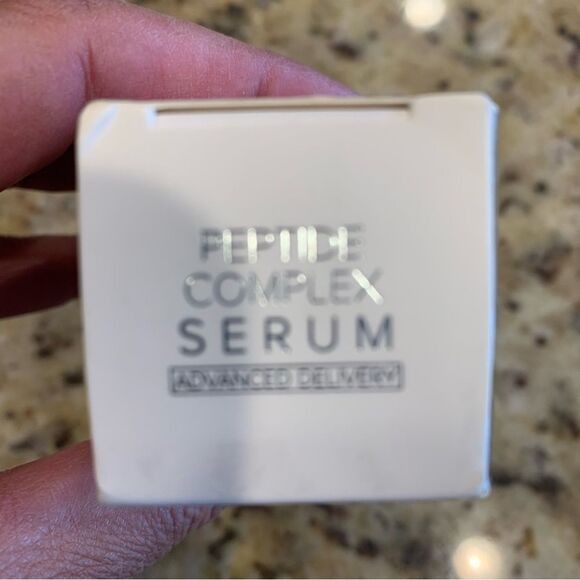 PEPTIDE
COMPLEX
SERUM
ADVANCED DELIVERY